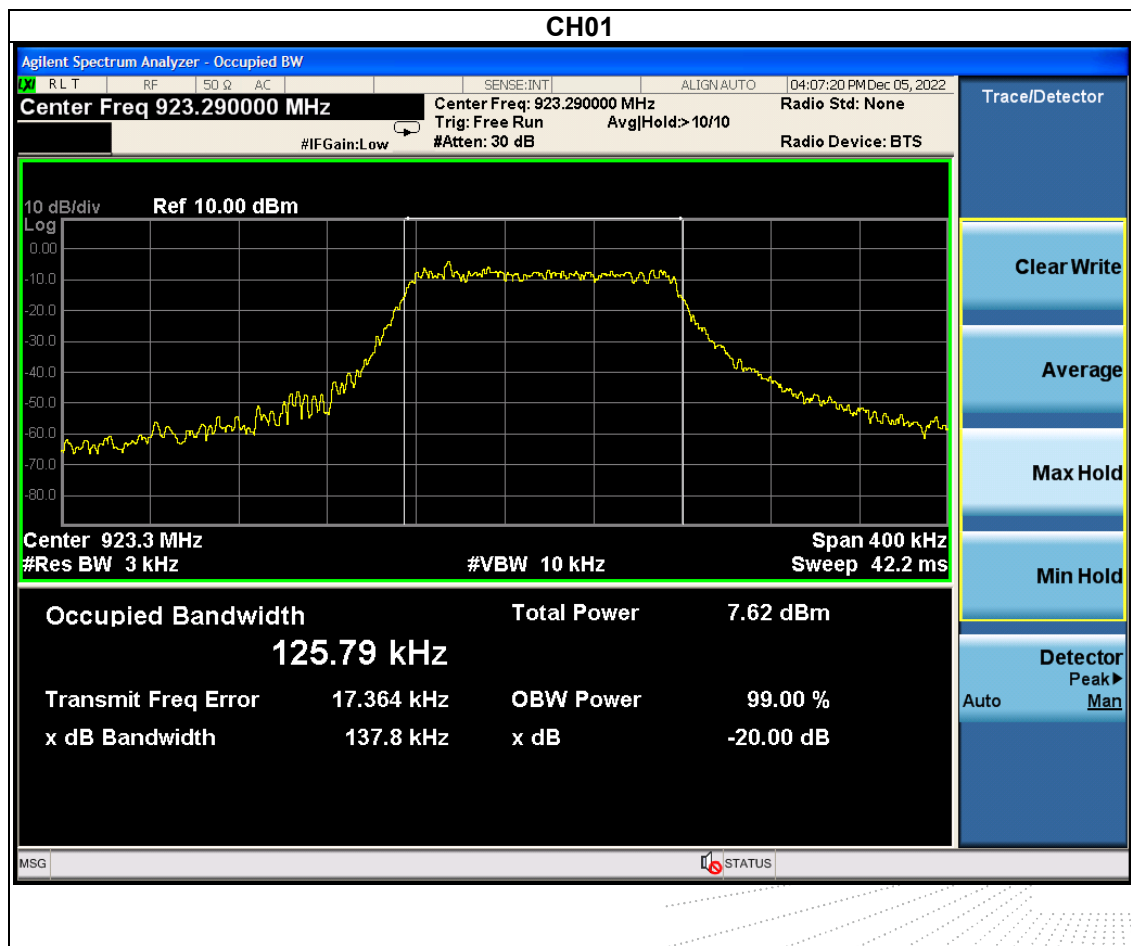 CH01
Agilent Spectrum Analyzer - Occupied BW
LXI RLT RF 50 Ω AC SENSE:INT ALIGN AUTO 04:07:20 PM Dec 05, 2022
Center Freq 923.290000 MHz
Center Freq: 923.290000 MHz Radio Std: None
Trig: Free Run Avg|Hold:> 10/10
#IFGain:Low #Atten: 30 dB Radio Device: BTS
Trace/Detector
10 dB/div Ref 10.00 dBm
Log
0.00
-10.0
-20.0
-30.0
-40.0
-50.0
-60.0
-70.0
-80.0
Center 923.3 MHz Span 400 kHz
#Res BW 3 kHz #VBW 10 kHz Sweep 42.2 ms
Clear Write
Average
Max Hold
Min Hold
Detector
Peak▶
Auto Man
Occupied Bandwidth Total Power 7.62 dBm
125.79 kHz
Transmit Freq Error 17.364 kHz OBW Power 99.00 %
x dB Bandwidth 137.8 kHz x dB -20.00 dB
MSG STATUS